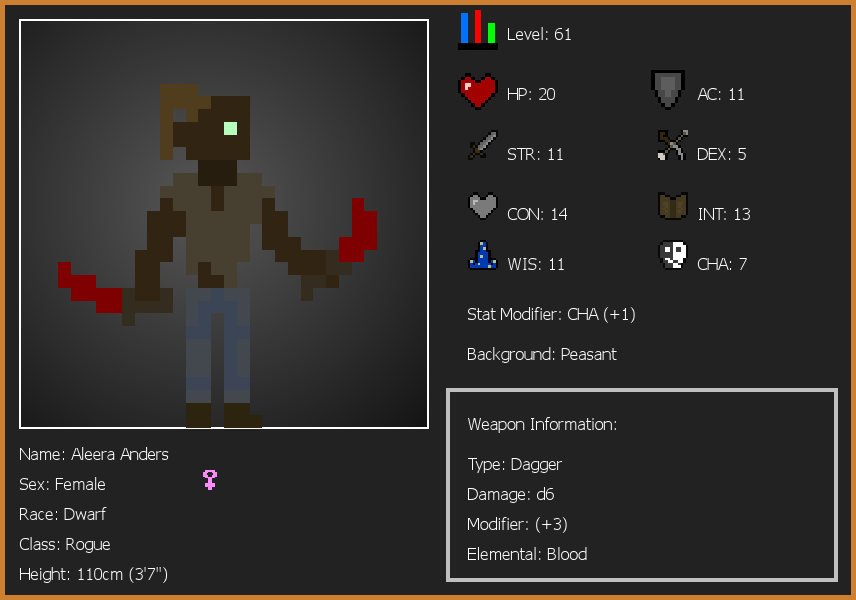 Level: 61
HP: 20
AC: 11
STR: 11
DEX: 5
CON: 14
INT: 13
WIS: 11
CHA: 7
Stat Modifier: CHA (+1)
Background: Peasant
Weapon Information:
Type: Dagger
Damage: d6
Modifier: (+3)
Elemental: Blood
Name: Aleera Anders
Sex: Female
Race: Dwarf
Class: Rogue
Height: 110cm (3'7")